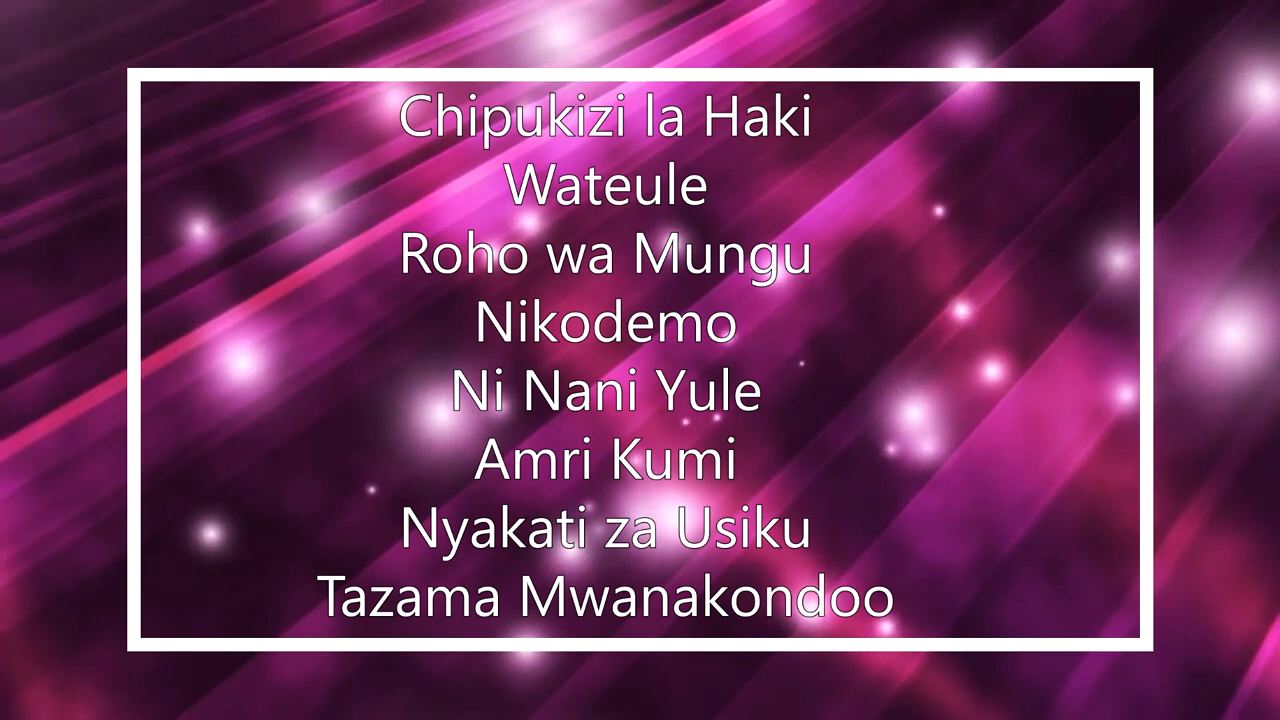 Chipukizi la Haki
Wateule
Roho wa Mungu
Nikodemo
Ni Nani Yule
Amri Kumi
Nyakati za Usiku
Tazama Mwanakondoo